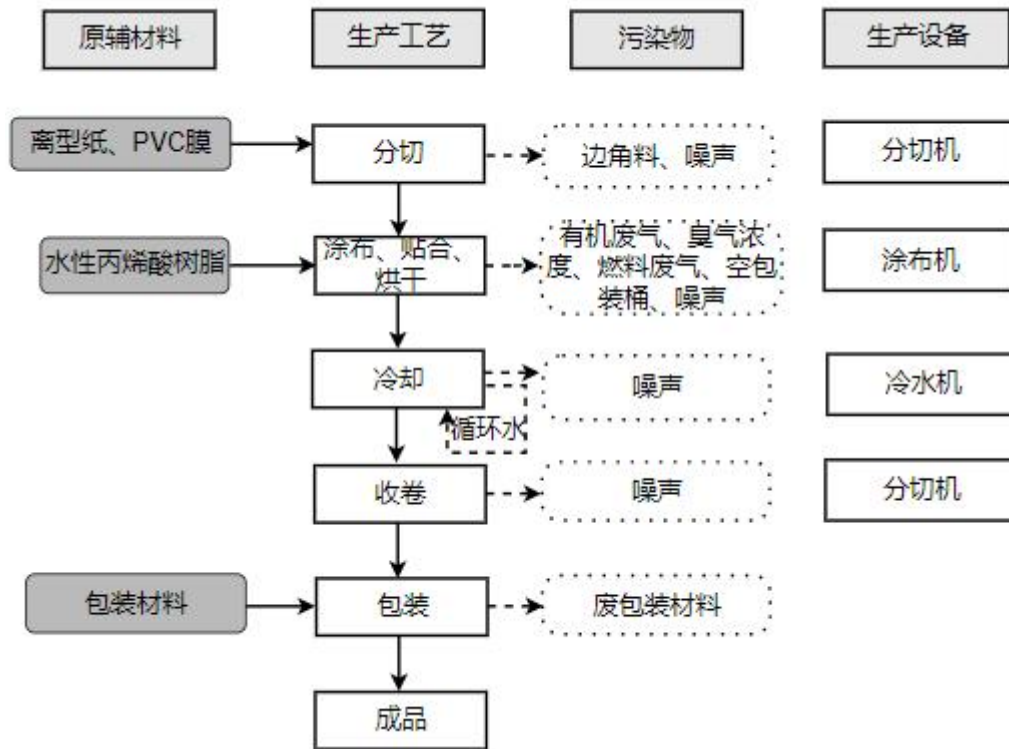 原辅材料
生产工艺
污染物
生产设备
离型纸、PVC膜
分切
边角料、噪声
分切机
水性丙烯酸树脂
涂布、贴合、
烘干
有机废气、臭气浓
度、燃料废气、空包
装桶、噪声
涂布机
冷却
噪声
冷水机
循环水
收卷
噪声
分切机
包装材料
包装
废包装材料
成品